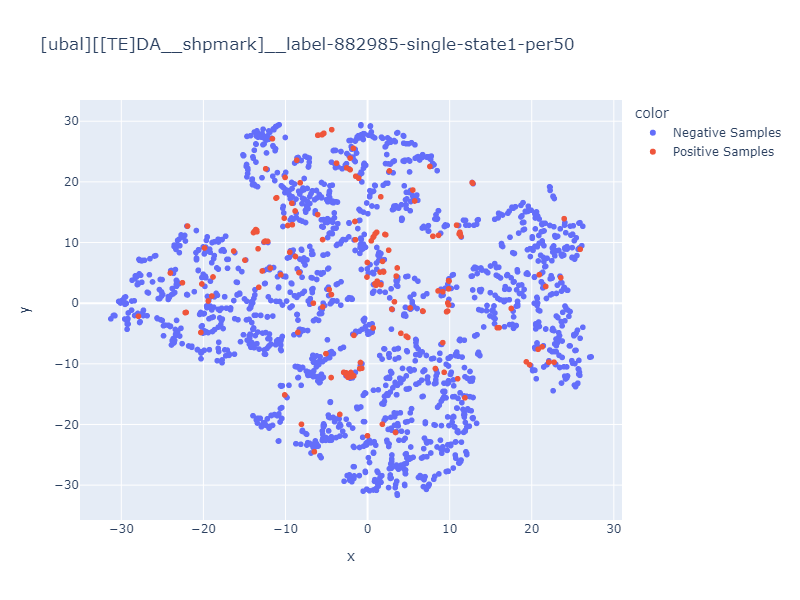 [ubal][[TE]DA__shpmark]__label-882985-single-state1-per50
color
Negative Samples
Positive Samples
30
20
10
0
−10
−20
−30
y
−30 −20 −10 0 10 20 30
x